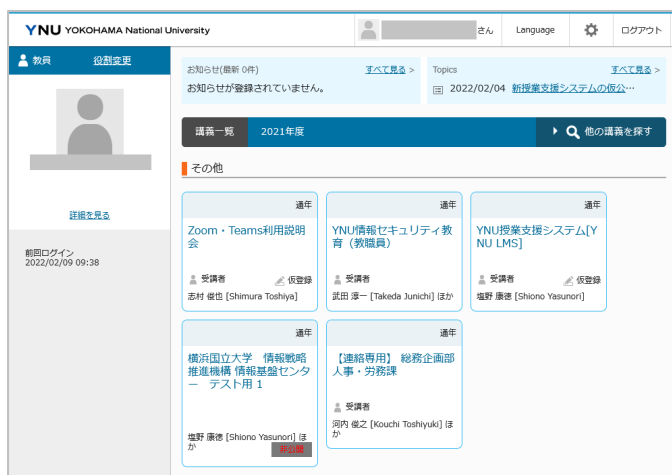 YNU YOKOHAMA National University
さん Language ログアウト
教員 役割変更
お知らせ(最新 0件) すべて見る >
お知らせが登録されていません。
Topics すべて見る >
2022/02/04 新授業支援システムの仮公…
講義一覧 2021年度 他の講義を探す
詳細を見る
前回ログイン
2022/02/09 09:38
その他
通年
Zoom・Teams利用説明
会
受講者 仮登録
志村 俊也 [Shimura Toshiya]
通年
YNU情報セキュリティ教
育（教職員）
受講者
武田 淳一 [Takeda Junichi] ほか
通年
YNU授業支援システム[Y
NU LMS]
受講者 仮登録
塩野 康徳 [Shiono Yasunori]
通年
横浜国立大学 情報戦略
推進機構 情報基盤センタ
ー テスト用 1
塩野 康徳 [Shiono Yasunori] ほ
か
非公開
通年
【連絡専用】 総務企画部
人事・労務課
受講者
河内 俊之 [Kouchi Toshiyuki] ほ
か